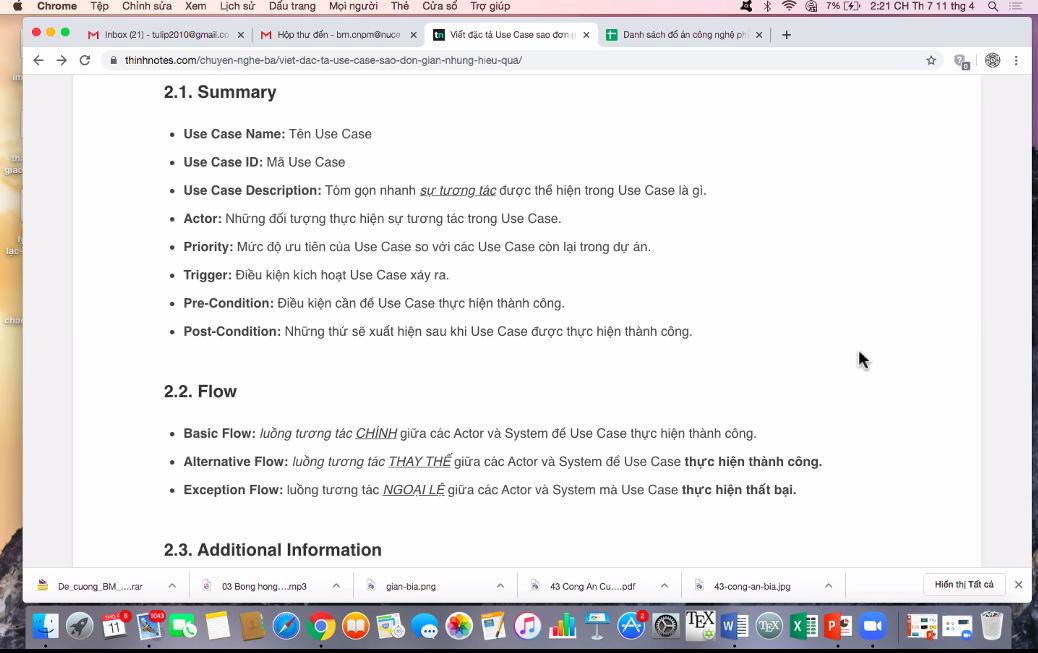 Chrome Tệp Chỉnh sửa Xem Lịch sử Dấu trang Mọi người Thẻ Cửa sổ Trợ giúp 7% 2:21 CH Th 7 11 thg 4
Inbox (21) - tulip2010@gmail.co
Hộp thư đến - bm.cnpm@nuce
Viết đặc tả Use Case sao đơn g
Danh sách đồ án công nghệ ph
thinhnotes.com/chuyen-nghe-ba/viet-dac-ta-use-case-sao-don-gian-nhung-hieu-qua/
2.1. Summary
• Use Case Name: Tên Use Case
• Use Case ID: Mã Use Case
• Use Case Description: Tóm gọn nhanh sự tương tác được thể hiện trong Use Case là gì.
• Actor: Những đối tượng thực hiện sự tương tác trong Use Case.
• Priority: Mức độ ưu tiên của Use Case so với các Use Case còn lại trong dự án.
• Trigger: Điều kiện kích hoạt Use Case xảy ra.
• Pre-Condition: Điều kiện cần để Use Case thực hiện thành công.
• Post-Condition: Những thứ sẽ xuất hiện sau khi Use Case được thực hiện thành công.
2.2. Flow
• Basic Flow: luồng tương tác CHÍNH giữa các Actor và System để Use Case thực hiện thành công.
• Alternative Flow: luồng tương tác THAY THẾ giữa các Actor và System để Use Case thực hiện thành công.
• Exception Flow: luồng tương tác NGOẠI LỆ giữa các Actor và System mà Use Case thực hiện thất bại.
2.3. Additional Information
De_cuong_BM_....rar
03 Bong hong....mp3
gian-bia.png
43 Cong An Cu....pdf
43-cong-an-bia.jpg
Hiển thị Tất cả